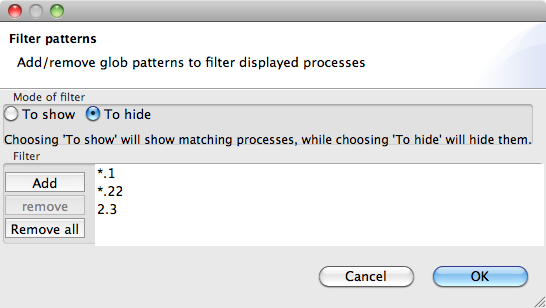 Filter patterns
Add/remove glob patterns to filter displayed processes
Mode of filter
To show To hide
Choosing 'To show' will show matching processes, while choosing 'To hide' will hide them.
Filter
Add
remove
Remove all
*.1
*.22
2.3
Cancel OK